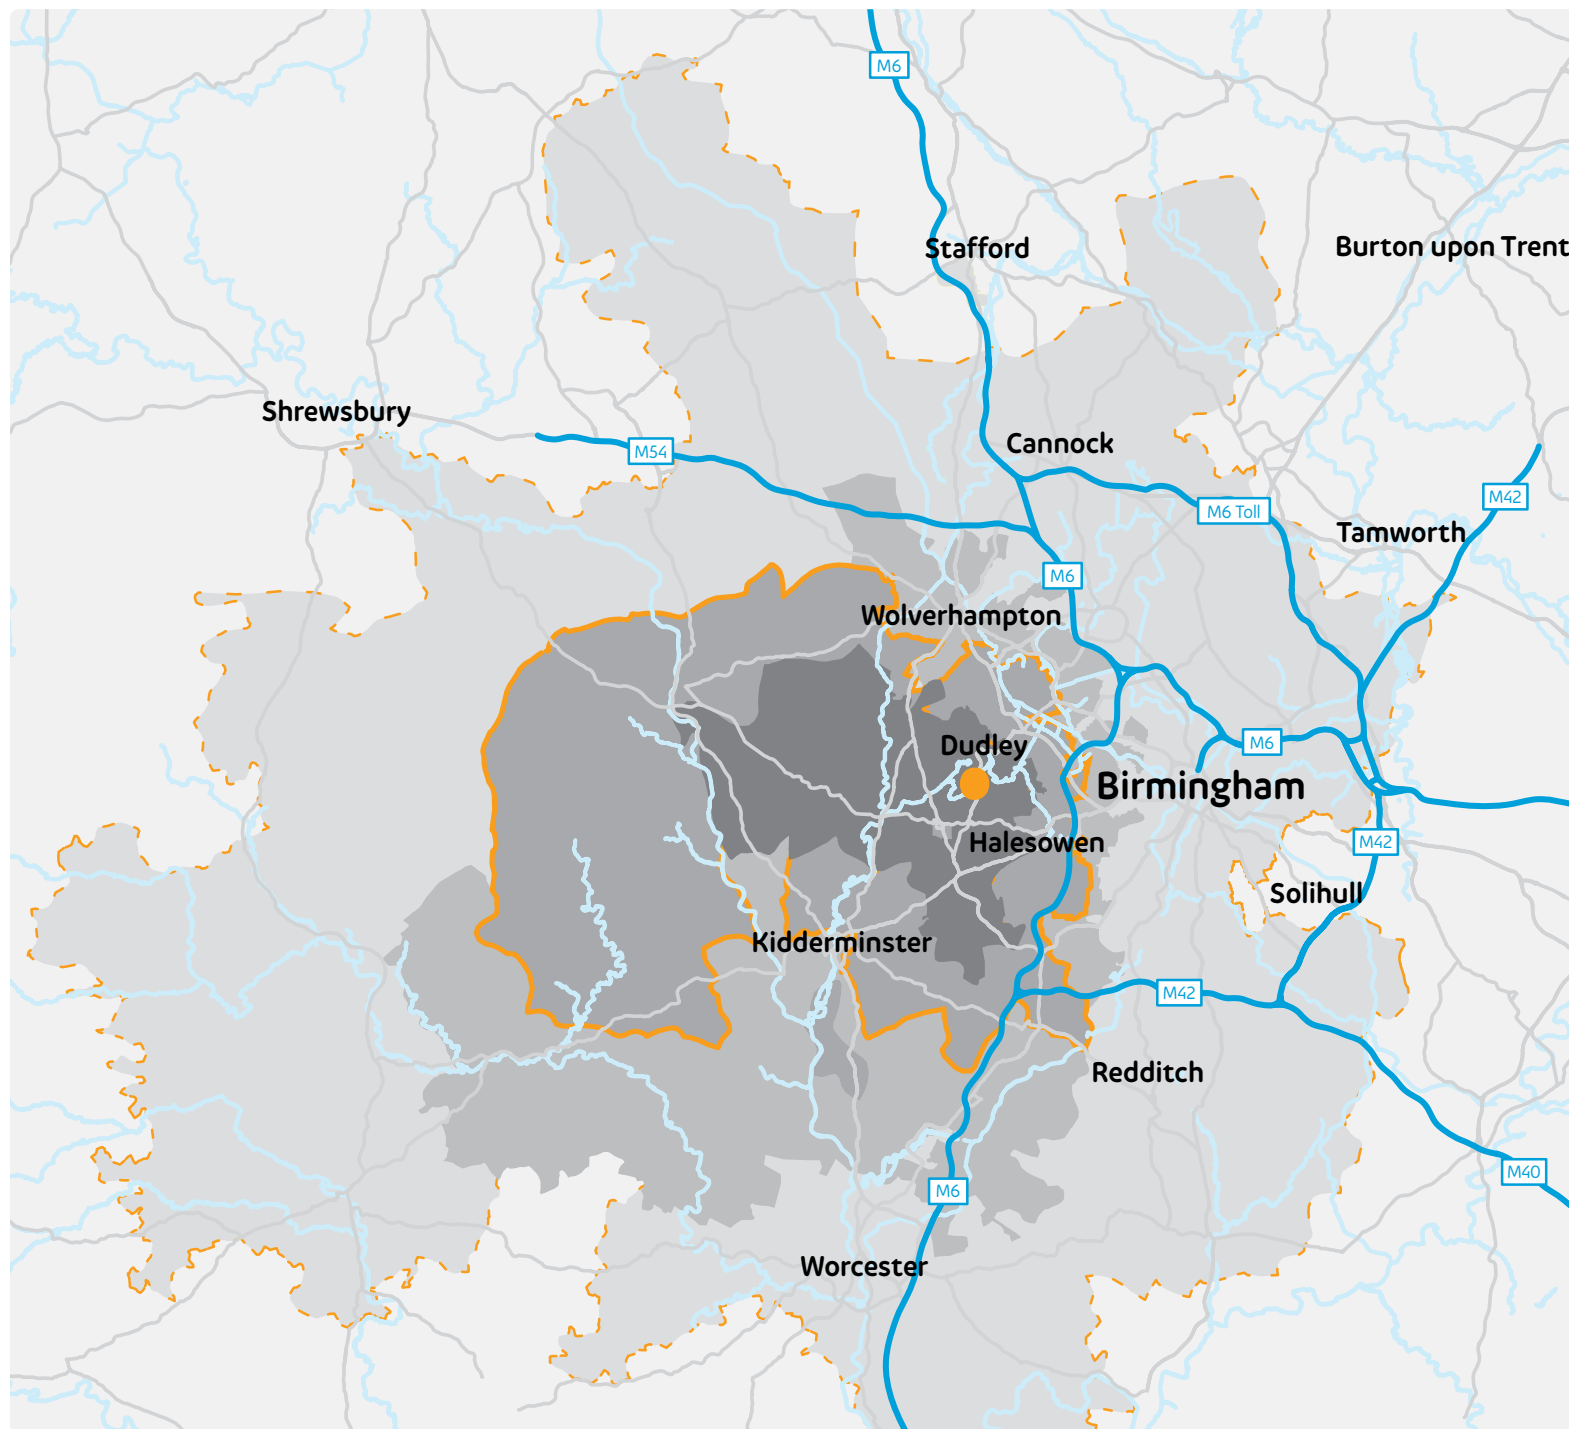 M6
Stafford
Burton upon Trent
Shrewsbury
M54
Cannock
M42
M6 Toll
Tamworth
M6
Wolverhampton
Dudley
M6
Birmingham
Halesowen
M42
Solihull
Kidderminster
M42
Redditch
M40
M6
Worcester